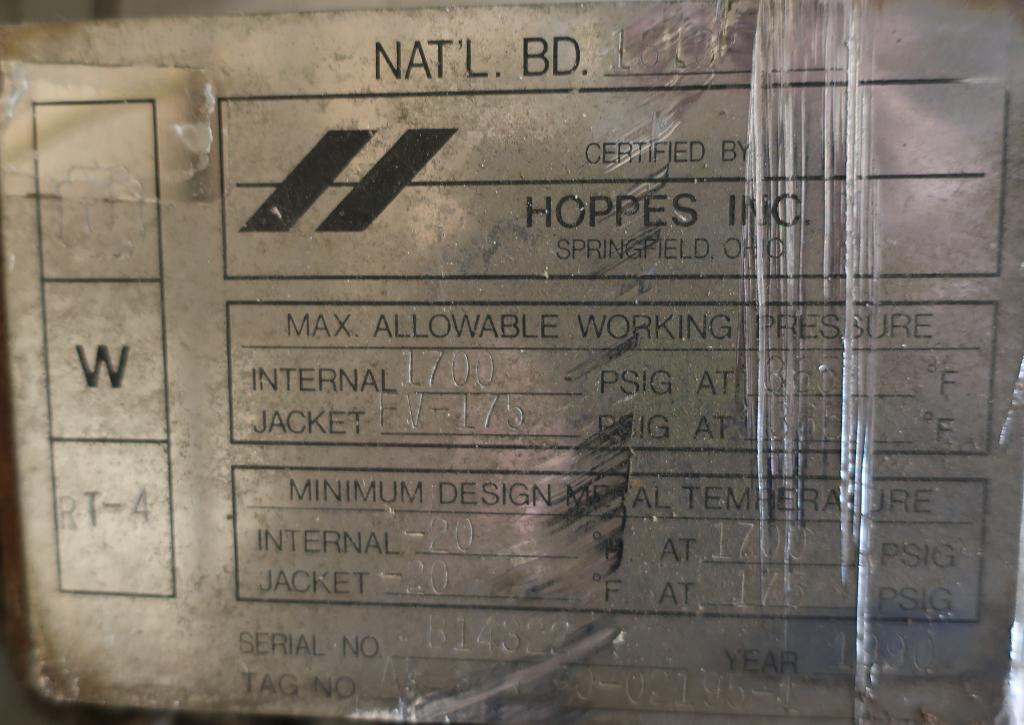 NAT'L. BD.
CERTIFIED BY
HOPPES INC.
SPRINGFIELD, OHIO
W
RT-4
MAX. ALLOWABLE WORKING PRESSURE
INTERNAL 1700 PSIG AT °F
JACKET FV-175 PSIG AT °F
MINIMUM DESIGN METAL TEMPERATURE
INTERNAL -20 °F AT 1700 PSIG
JACKET -20 °F AT 175 PSIG
SERIAL NO. YEAR 1990
TAG NO.